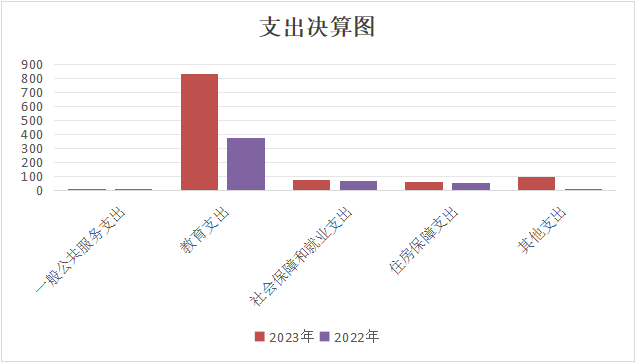 支出决算图
900
800
700
600
500
400
300
200
100
0
一般公共服务支出
教育支出
社会保障和就业支出
住房保障支出
其他支出
2023年 2022年